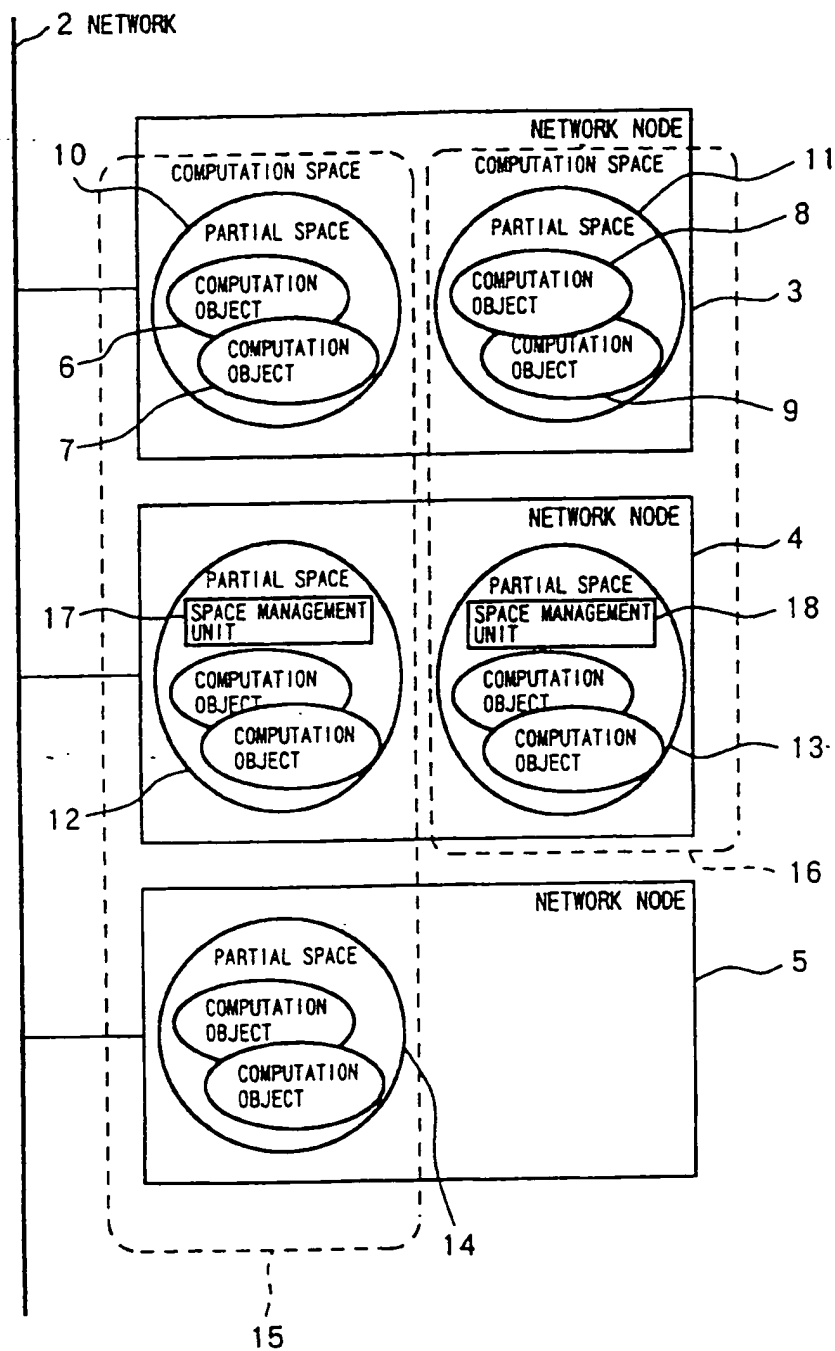 2 NETWORK
NETWORK NODE
10
COMPUTATION SPACE
COMPUTATION SPACE
11
PARTIAL SPACE
PARTIAL SPACE
8
COMPUTATION
OBJECT
COMPUTATION
OBJECT
3
6
COMPUTATION
OBJECT
COMPUTATION
OBJECT
7
9
NETWORK NODE
4
PARTIAL SPACE
PARTIAL SPACE
17
SPACE MANAGEMENT
UNIT
SPACE MANAGEMENT
UNIT
18
COMPUTATION
OBJECT
COMPUTATION
OBJECT
COMPUTATION
OBJECT
COMPUTATION
OBJECT
13
12
16
NETWORK NODE
PARTIAL SPACE
5
COMPUTATION
OBJECT
COMPUTATION
OBJECT
14
15